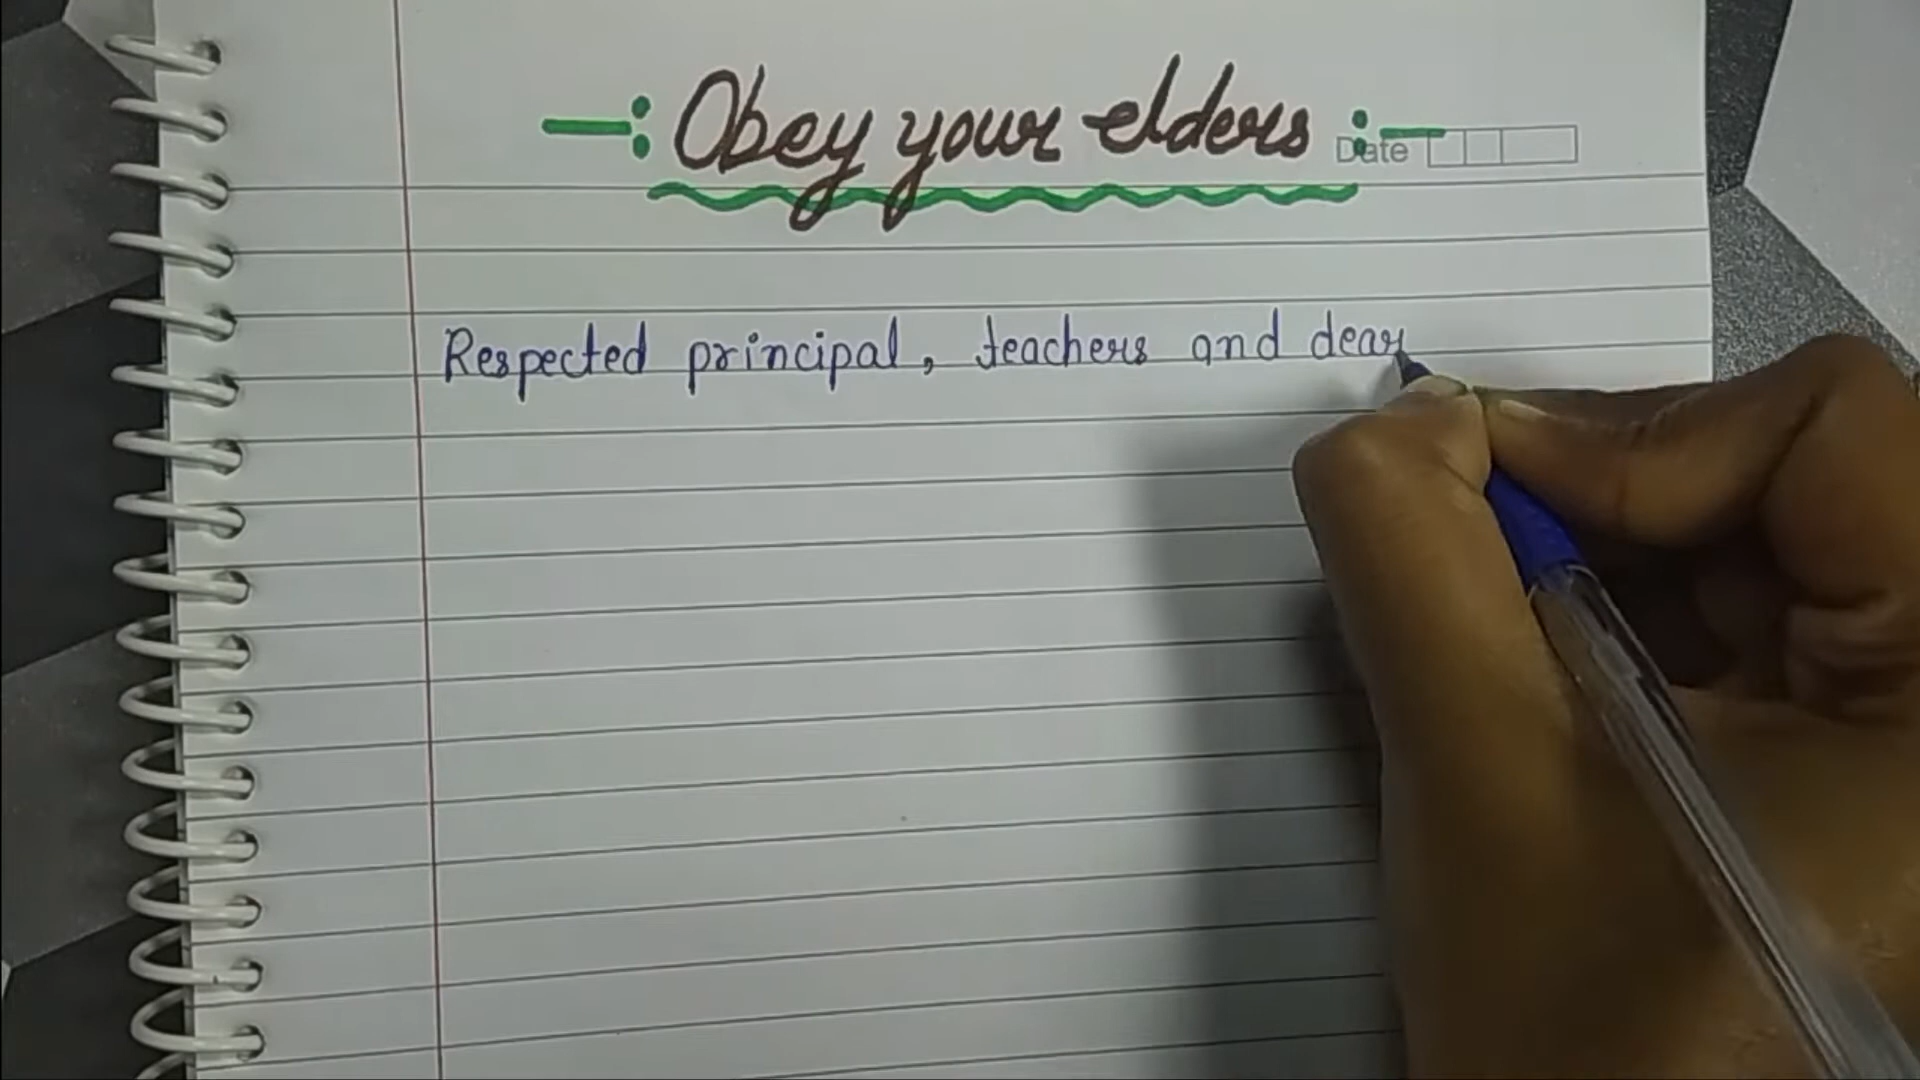 —: Obey your elders :—
Date
Respected principal, teachers and dear